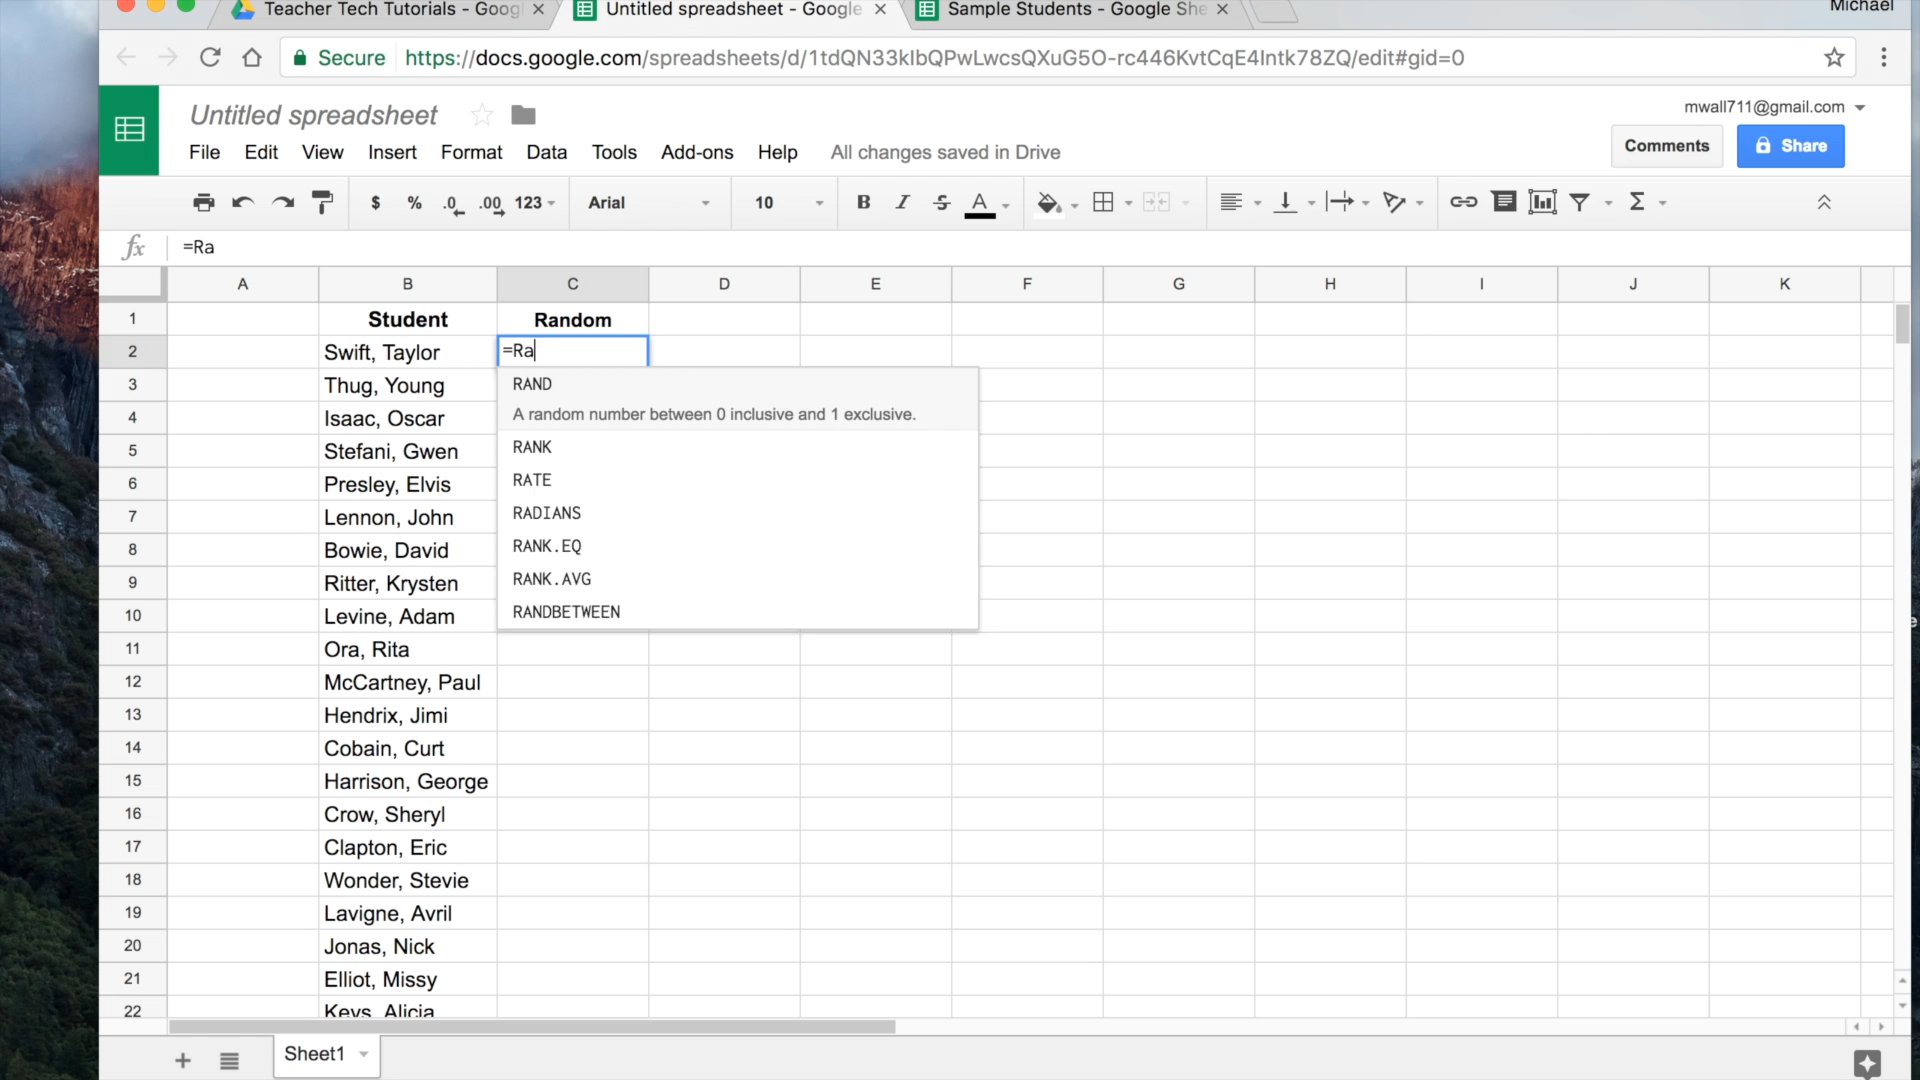 Michael
Teacher Tech Tutorials - Googl
Untitled spreadsheet - Google
Sample Students - Google She
Secure https://docs.google.com/spreadsheets/d/1tdQN33kIbQPwLwcsQXuG5O-rc446KvtCqE4Intk78ZQ/edit#gid=0
Untitled spreadsheet
mwall711@gmail.com
File Edit View Insert Format Data Tools Add-ons Help All changes saved in Drive
Comments Share
$ % .0 .00 123 Arial 10 B I S A
fx =Ra
A B C D E F G H I J K
1 Student Random
2 Swift, Taylor =Ra
3 Thug, Young RAND
4 Isaac, Oscar A random number between 0 inclusive and 1 exclusive.
5 Stefani, Gwen RANK
6 Presley, Elvis RATE
7 Lennon, John RADIANS
8 Bowie, David RANK.EQ
9 Ritter, Krysten RANK.AVG
10 Levine, Adam RANDBETWEEN
11 Ora, Rita
12 McCartney, Paul
13 Hendrix, Jimi
14 Cobain, Curt
15 Harrison, George
16 Crow, Sheryl
17 Clapton, Eric
18 Wonder, Stevie
19 Lavigne, Avril
20 Jonas, Nick
21 Elliot, Missy
22 Keys, Alicia
Sheet1